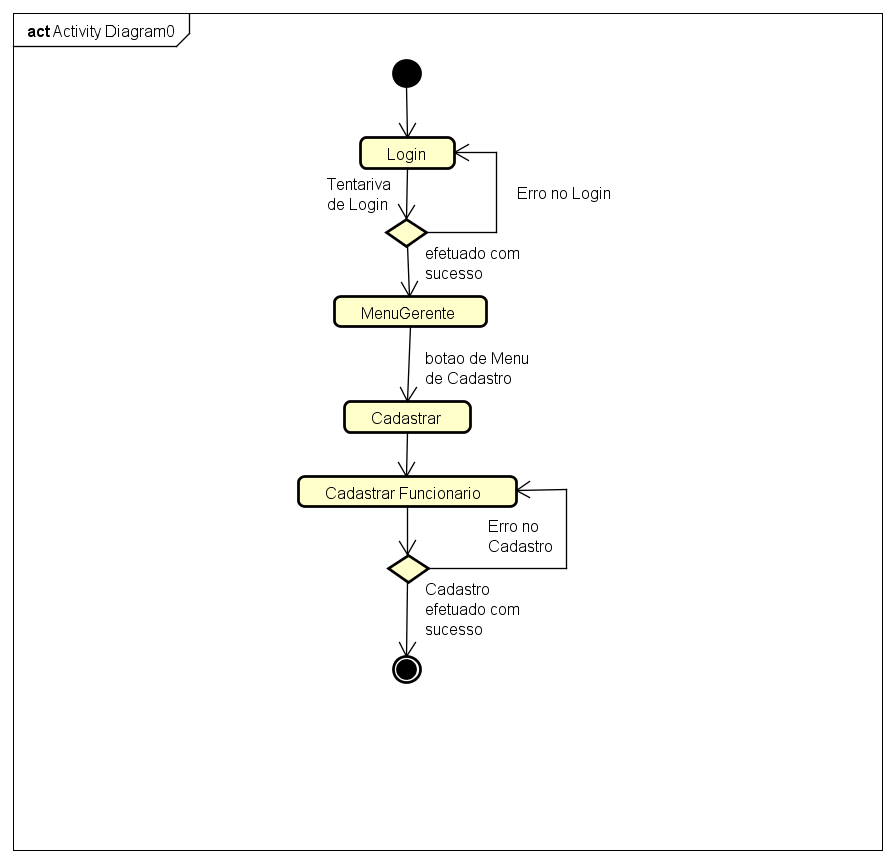 act Activity Diagram0
Login
Tentariva
de Login
Erro no Login
efetuado com
sucesso
MenuGerente
botao de Menu
de Cadastro
Cadastrar
Cadastrar Funcionario
Erro no
Cadastro
Cadastro
efetuado com
sucesso